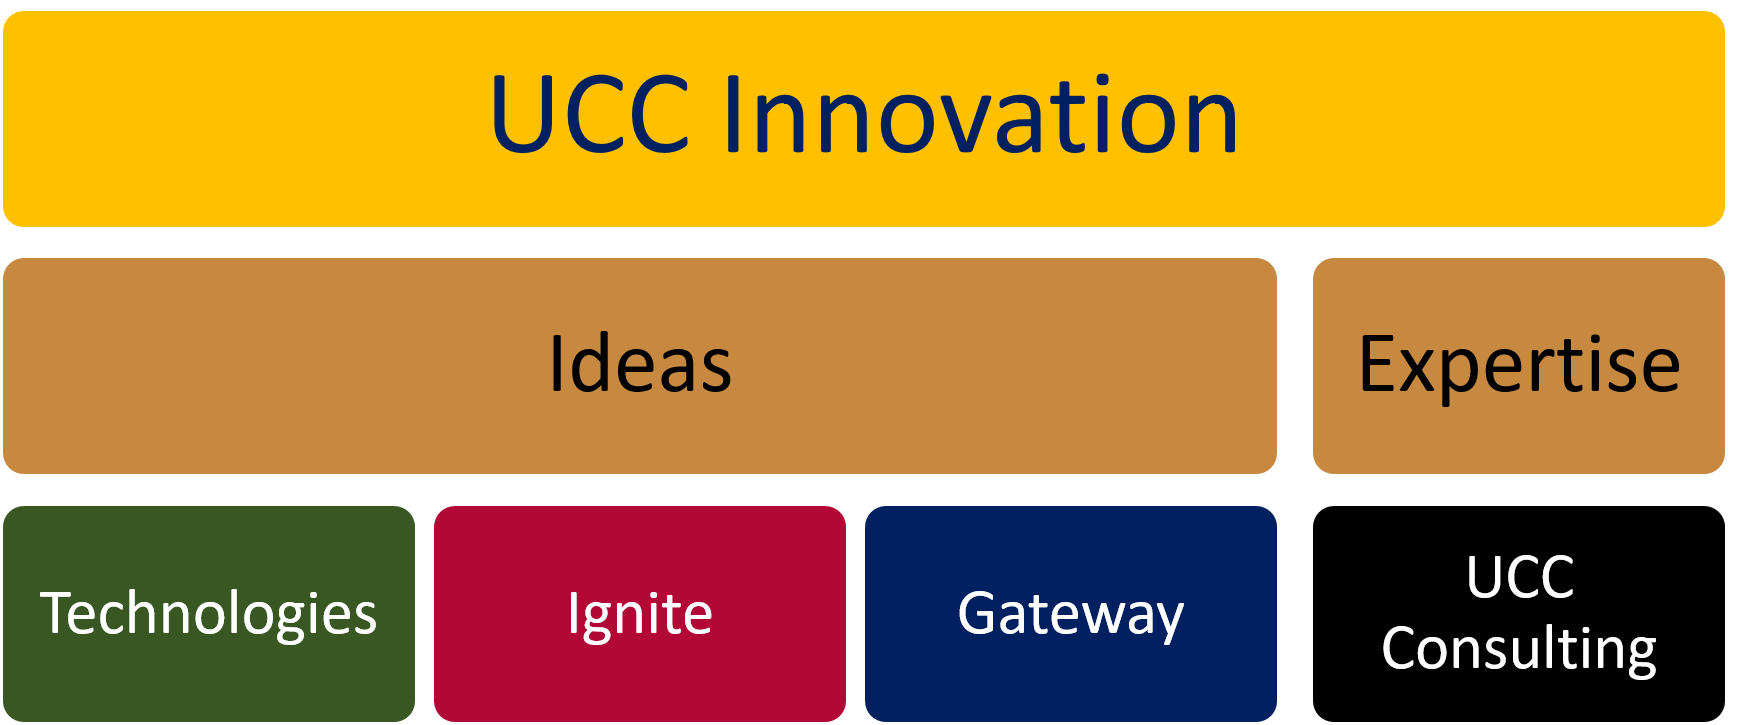 UCC Innovation
Ideas
Expertise
Technologies
Ignite
Gateway
UCC
Consulting